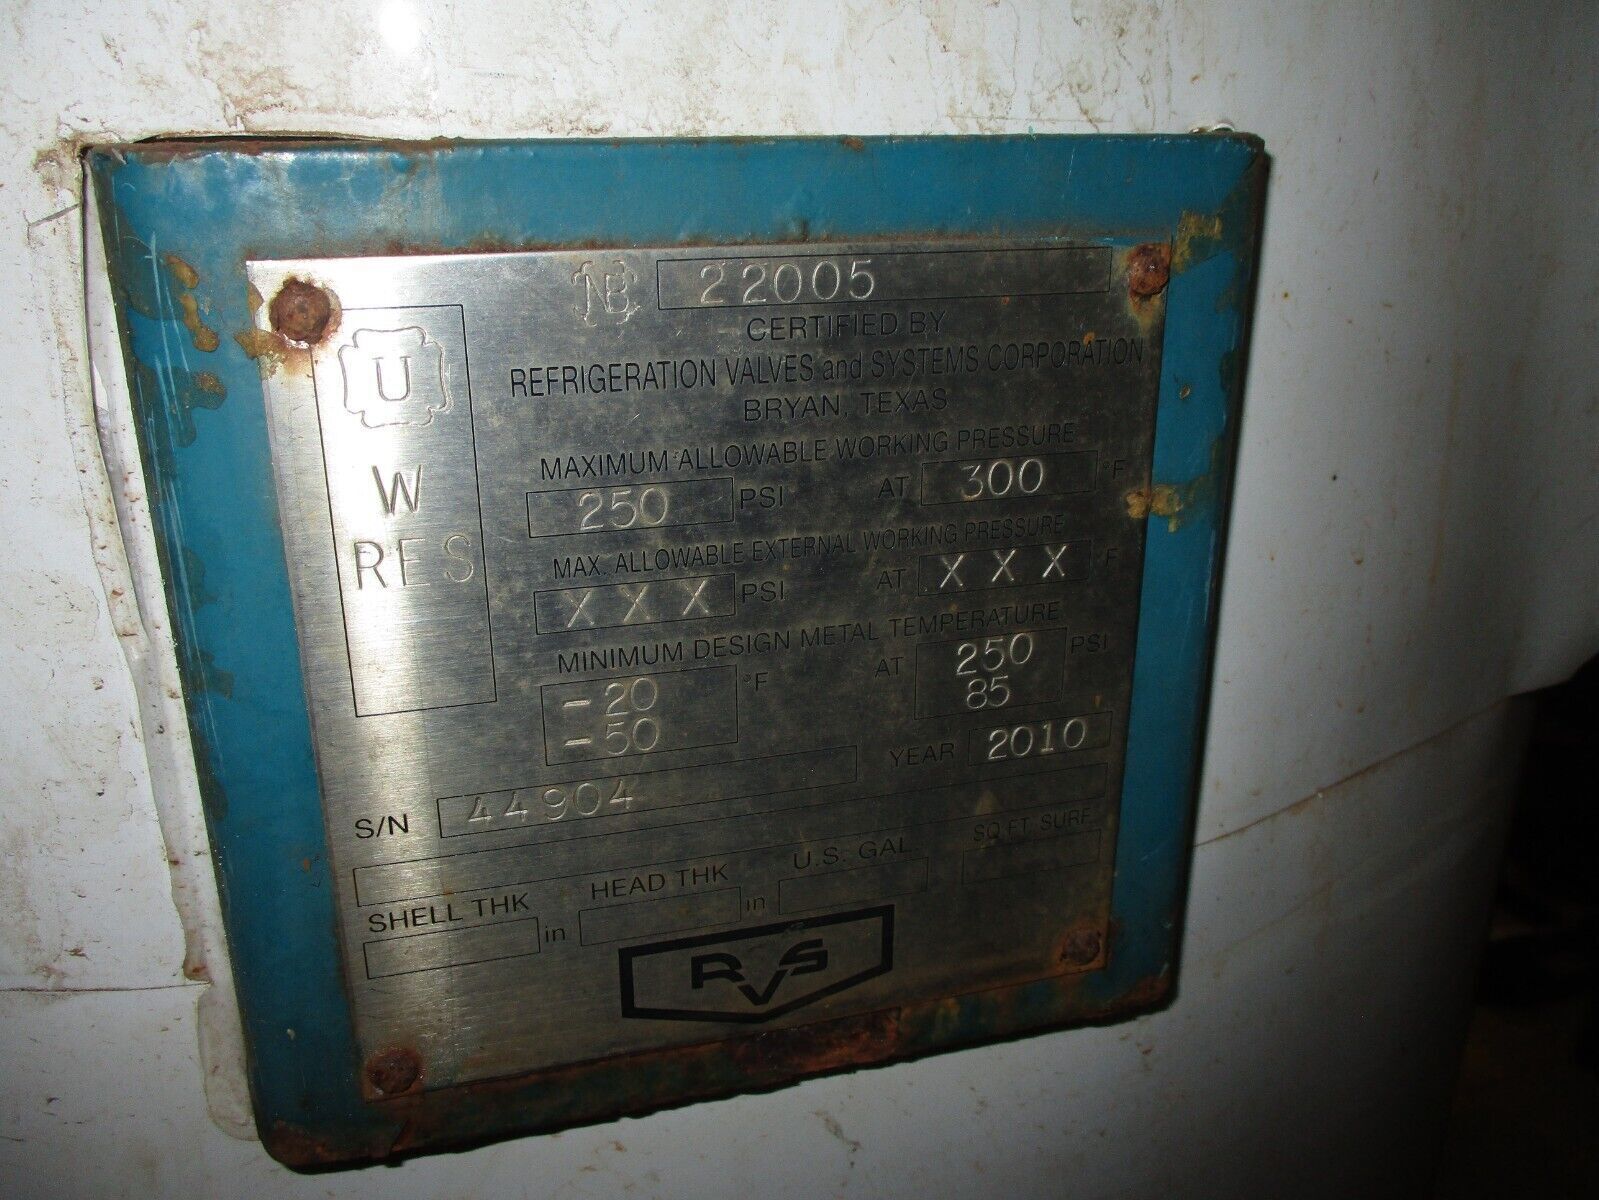 NB 22005
CERTIFIED BY
REFRIGERATION VALVES and SYSTEMS CORPORATION
BRYAN, TEXAS
U
W
RES
MAXIMUM ALLOWABLE WORKING PRESSURE
250 PSI AT 300 °F
MAX. ALLOWABLE EXTERNAL WORKING PRESSURE
XXX PSI AT XXX °F
MINIMUM DESIGN METAL TEMPERATURE
-20 °F AT 250 PSI
-50 85
S/N 44904 YEAR 2010
SHELL THK in HEAD THK in U.S. GAL SQ FT. SURF.
RVS